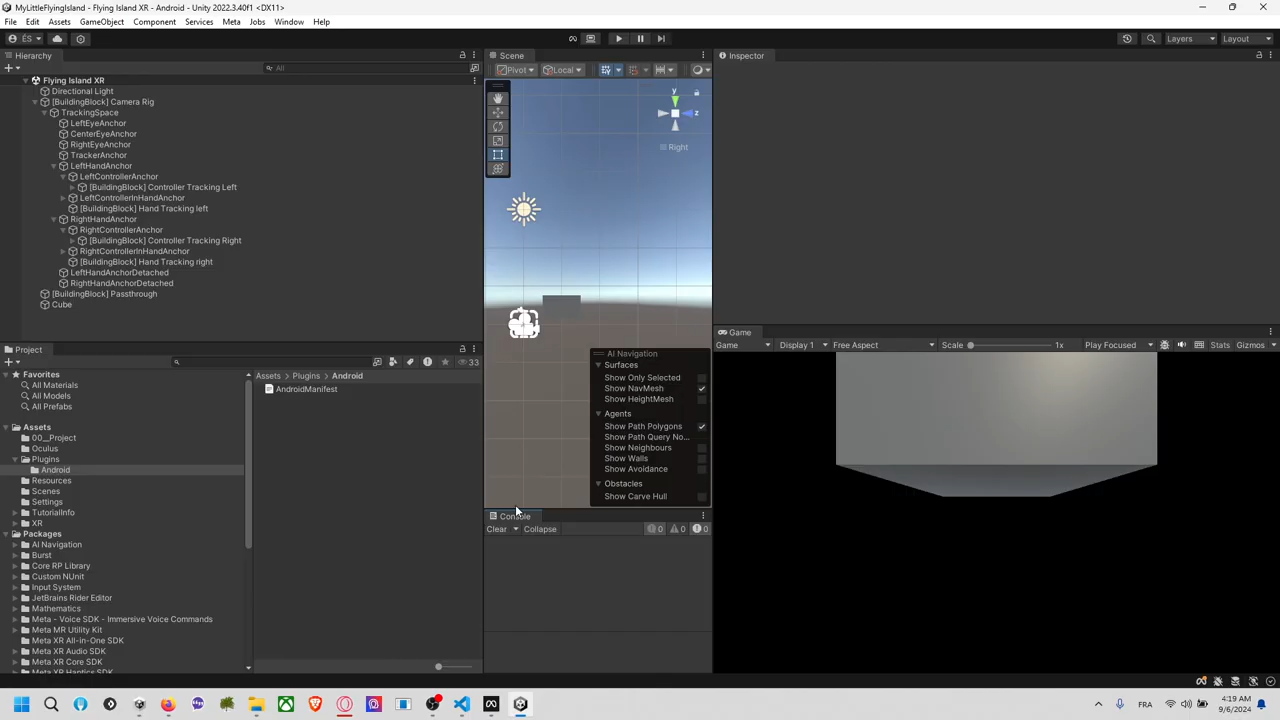 MyLittleFlyingIsland - Flying Island XR - Android - Unity 2022.3.40f1 <DX11>
File Edit Assets GameObject Component Services Meta Jobs Window Help
ÉS Layers Layout
Hierarchy
All
Flying Island XR
Directional Light
[BuildingBlock] Camera Rig
TrackingSpace
LeftEyeAnchor
CenterEyeAnchor
RightEyeAnchor
TrackerAnchor
LeftHandAnchor
LeftControllerAnchor
[BuildingBlock] Controller Tracking Left
LeftControllerInHandAnchor
[BuildingBlock] Hand Tracking left
RightHandAnchor
RightControllerAnchor
[BuildingBlock] Controller Tracking Right
RightControllerInHandAnchor
[BuildingBlock] Hand Tracking right
LeftHandAnchorDetached
RightHandAnchorDetached
[BuildingBlock] Passthrough
Cube
Scene
Pivot Local
y
z
Right
AI Navigation
Surfaces
Show Only Selected
Show NavMesh
Show HeightMesh
Agents
Show Path Polygons
Show Path Query No...
Show Neighbours
Show Walls
Show Avoidance
Obstacles
Show Carve Hull
Inspector
Game
Game Display 1 Free Aspect Scale 1x Play Focused Stats Gizmos
Project
33
Favorites
All Materials
All Models
All Prefabs
Assets
00__Project
Oculus
Plugins
Android
Resources
Scenes
Settings
TutorialInfo
XR
Packages
AI Navigation
Burst
Core RP Library
Custom NUnit
Input System
JetBrains Rider Editor
Mathematics
Meta - Voice SDK - Immersive Voice Commands
Meta MR Utility Kit
Meta XR All-in-One SDK
Meta XR Audio SDK
Meta XR Core SDK
Meta XR Haptics SDK
Assets Plugins Android
AndroidManifest
Console
Clear Collapse 0 0 0
FRA 4:19 AM
9/6/2024